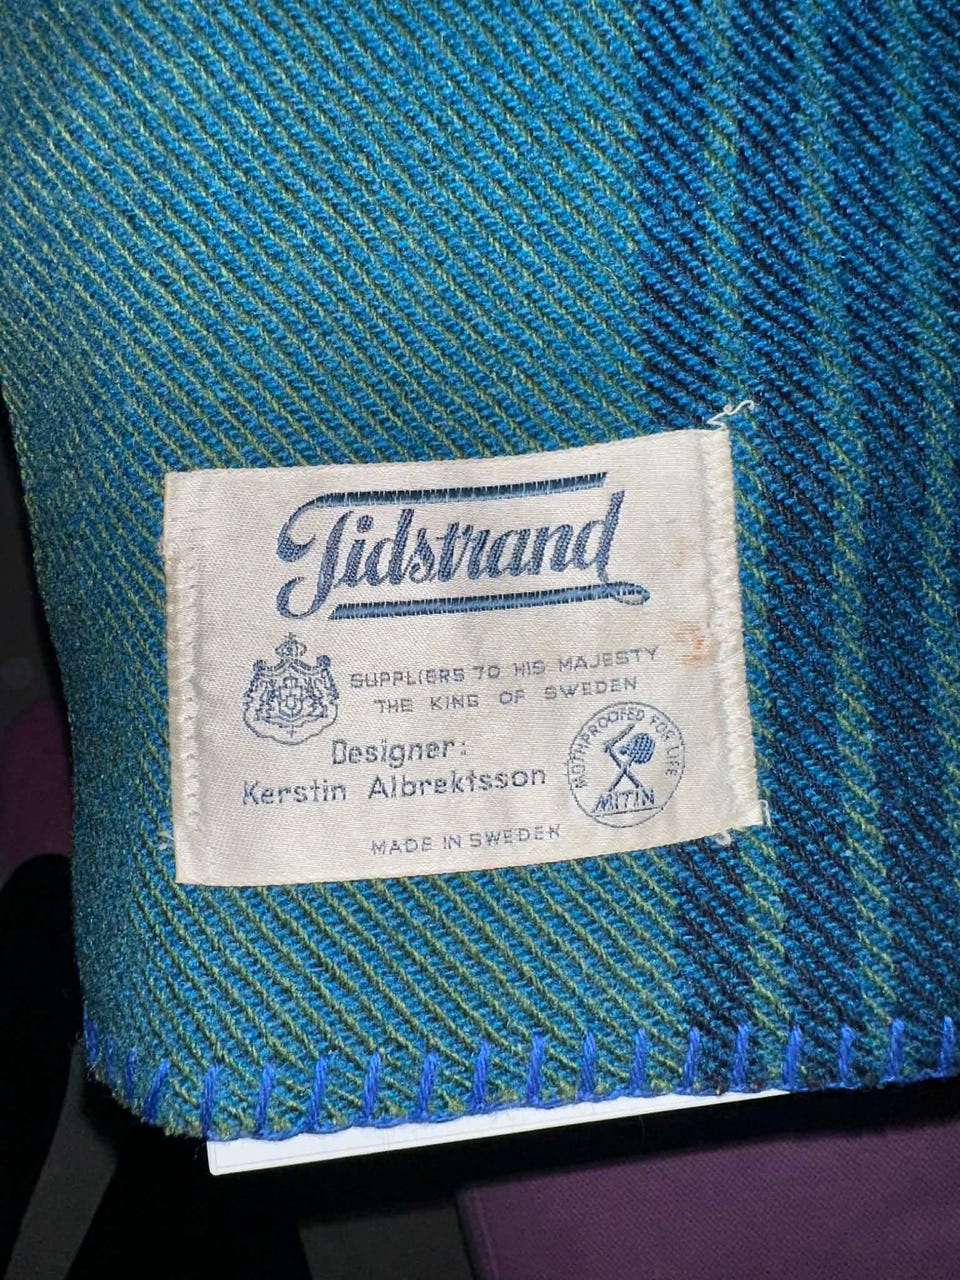 Tidstrand
SUPPLIERS TO HIS MAJESTY
THE KING OF SWEDEN
Designer:
Kerstin Albrektsson
MOTHPROOFED FOR LIFE
MITIN
MADE IN SWEDEN